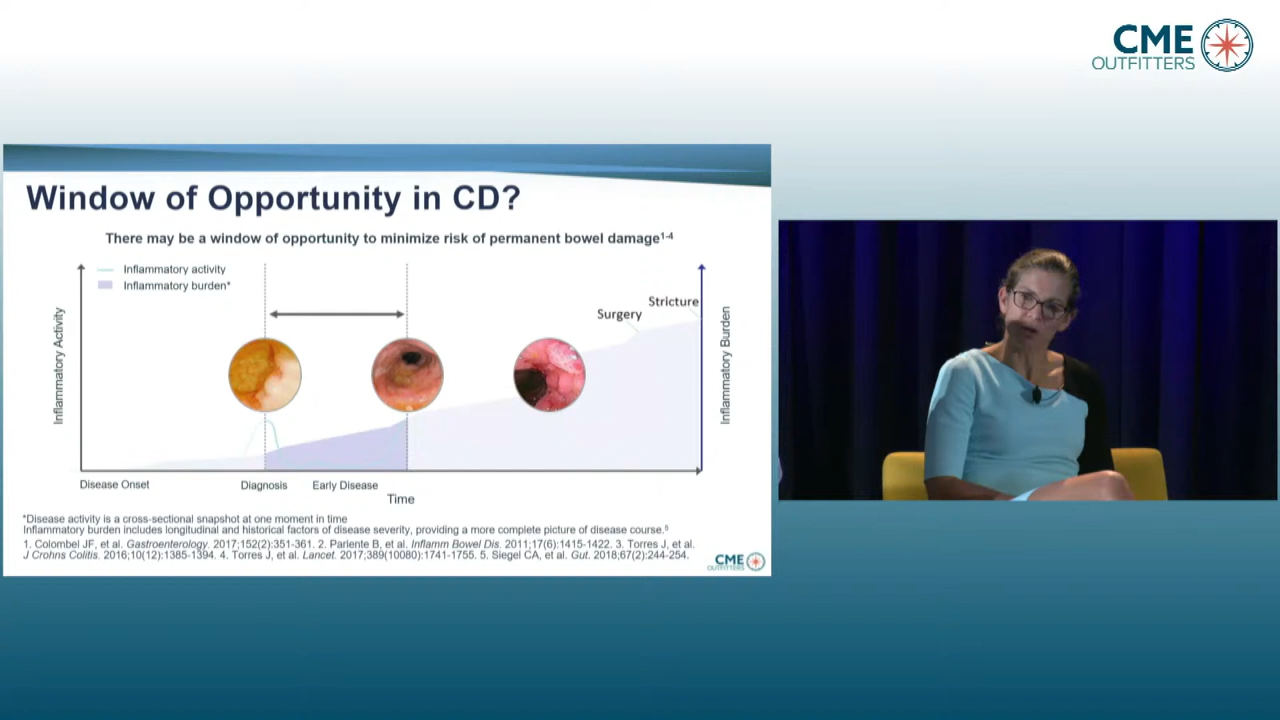 CME
OUTFITTERS
Window of Opportunity in CD?
There may be a window of opportunity to minimize risk of permanent bowel damage¹⁻⁴
Inflammatory activity
Inflammatory burden*
Stricture
Surgery
Inflammatory Activity
Inflammatory Burden
Disease Onset
Diagnosis
Early Disease
Time
*Disease activity is a cross-sectional snapshot at one moment in time
Inflammatory burden includes longitudinal and historical factors of disease severity, providing a more complete picture of disease course.⁵
1. Colombel JF, et al. Gastroenterology. 2017;152(2):351-361. 2. Pariente B, et al. Inflamm Bowel Dis. 2011;17(6):1415-1422. 3. Torres J, et al.
J Crohns Colitis. 2016;10(12):1385-1394. 4. Torres J, et al. Lancet. 2017;389(10080):1741-1755. 5. Siegel CA, et al. Gut. 2018;67(2):244-254.
CME
OUTFITTERS